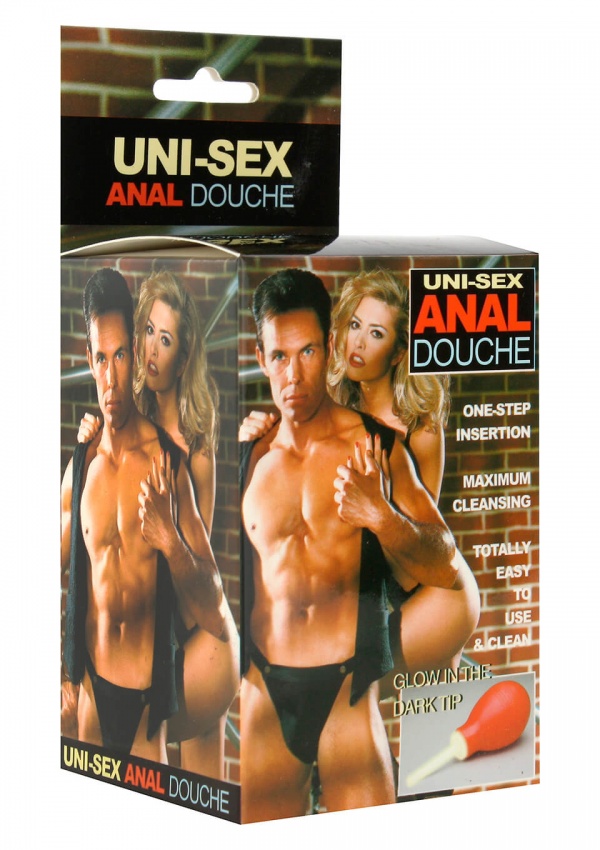 UNI-SEX
ANAL DOUCHE
UNI-SEX
ANAL
DOUCHE
ONE-STEP
INSERTION
MAXIMUM
CLEANSING
TOTALLY
EASY
TO
USE
& CLEAN
GLOW IN THE
DARK TIP
UNI-SEX ANAL DOUCHE